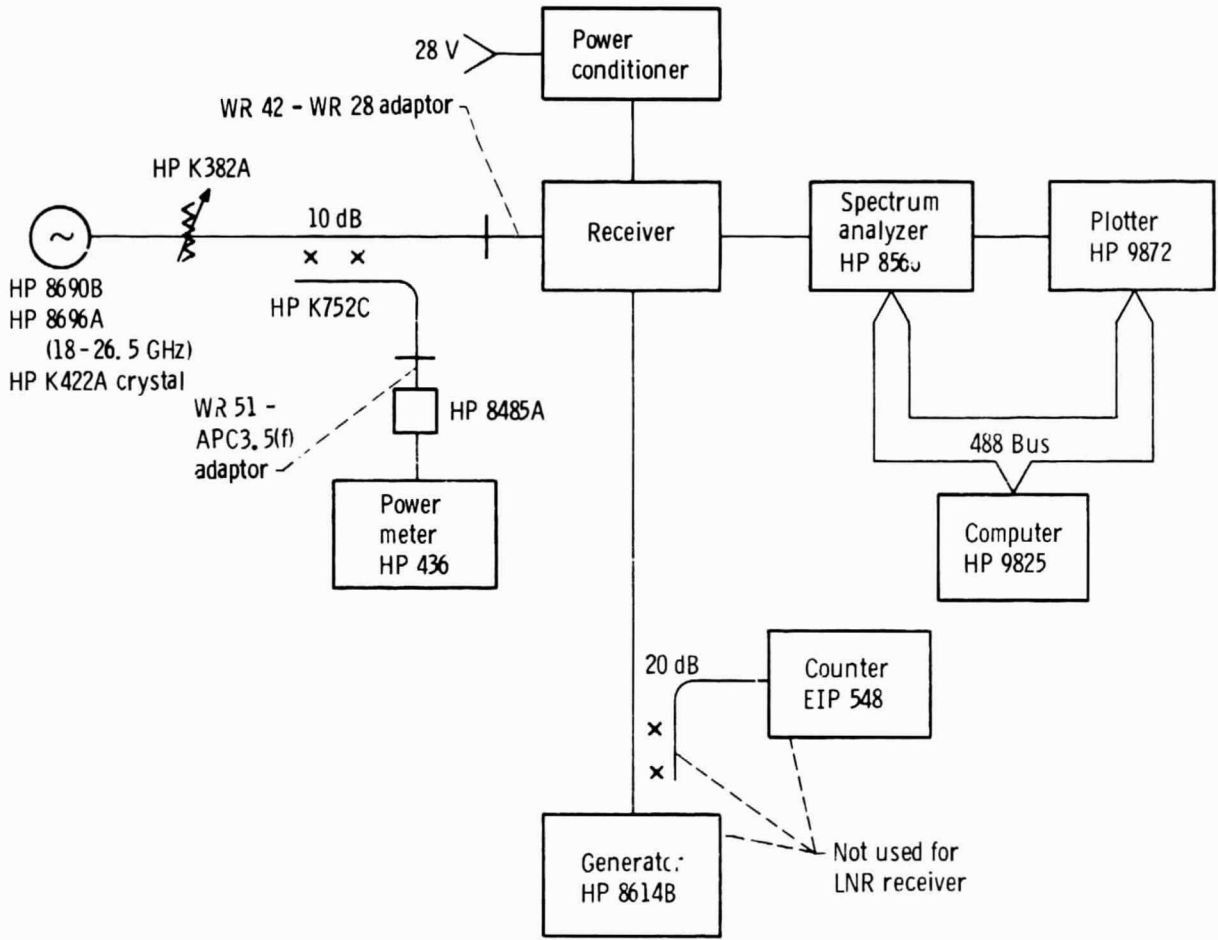 28 V
Power
conditioner
WR 42 - WR 28 adaptor
HP K382A
10 dB
Receiver
Spectrum
analyzer
HP
Plotter
HP 9872
HP 8690B
HP 8696A
(18-26.5 GHz)
HP K422A crystal
HP K752C
WR 51 -
APC3.5(f)
adaptor
HP 8485A
488 Bus
Power
meter
HP 436
Computer
HP 9825
20 dB
Counter
EIP 548
Generator
HP 8614B
Not used for
LNR receiver